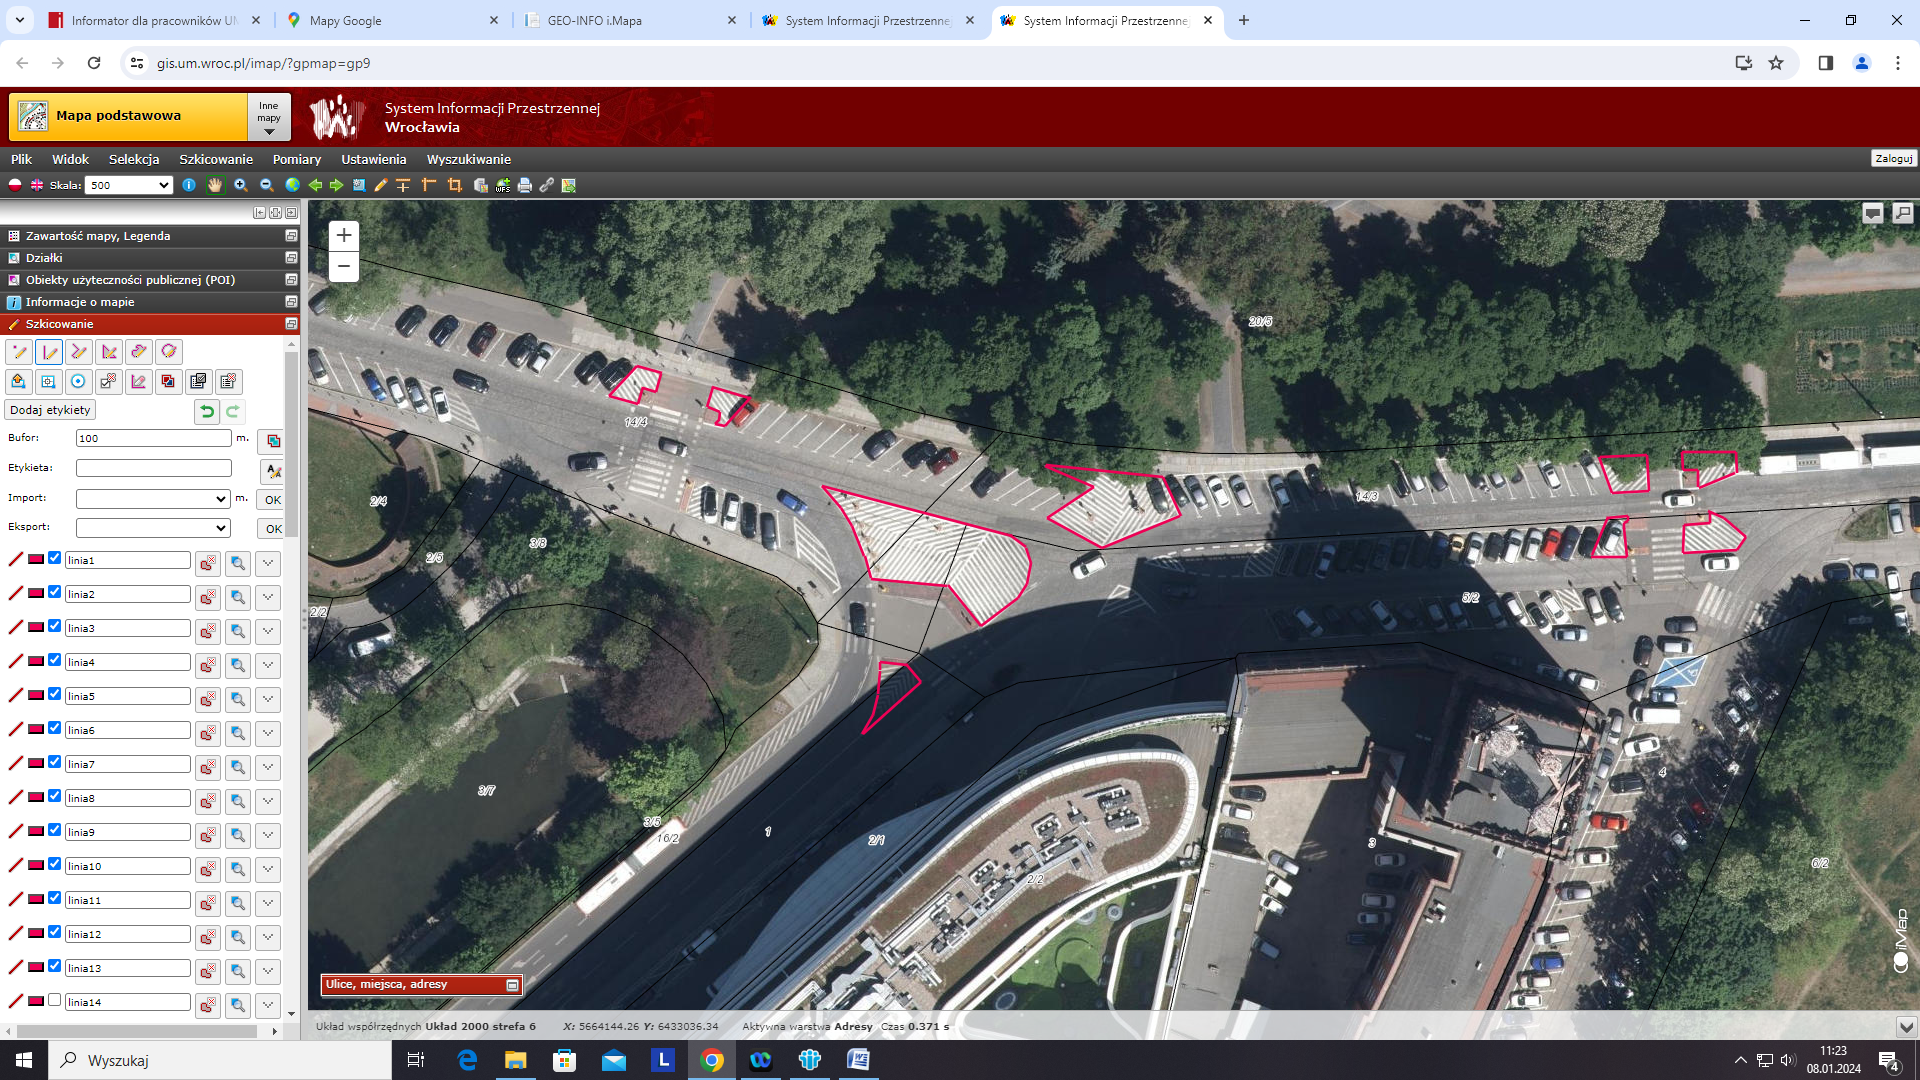 Informator dla pracowników UM
Mapy Google
GEO-INFO i.Mapa
System Informacji Przestrzenne
System Informacji Przestrzenne
gis.um.wroc.pl/imap/?gpmap=gp9
Mapa podstawowa
Inne mapy
System Informacji Przestrzennej
Wrocławia
Plik Widok Selekcja Szkicowanie Pomiary Ustawienia Wyszukiwanie
Zaloguj
Skala: 500
WFS
Zawartość mapy, Legenda
Działki
Obiekty użyteczności publicznej (POI)
Informacje o mapie
Szkicowanie
Dodaj etykiety
Bufor: 100 m.
Etykieta:
Import: m. OK
Eksport: OK
linia1
linia2
linia3
linia4
linia5
linia6
linia7
linia8
linia9
linia10
linia11
linia12
linia13
linia14
20/5
14/4
14/3
2/4
3/8
2/5
2/2
5/2
3/7
3/5
16/2
1
2/1
2/2
3
4
6/2
iMap
Ulice, miejsca, adresy
Układ współrzędnych Układ 2000 strefa 6 X: 5664144.26 Y: 6433036.34 Aktywna warstwa Adresy Czas 0.371 s
Wyszukaj
L
11:23
08.01.2024
4